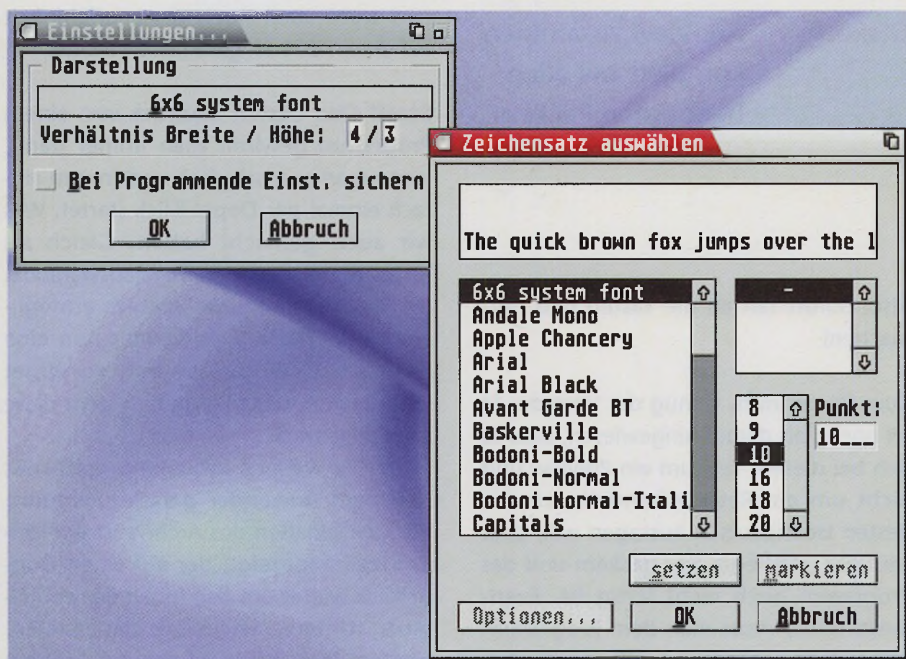 Einstellungen...
Darstellung
6x6 system font
Verhältnis Breite / Höhe: 4/3
Bei Programmende Einst. sichern
OK Abbruch
Zeichensatz auswählen
The quick brown fox jumps over the l
6x6 system font -
Andale Mono
Apple Chancery
Arial
Arial Black
Avant Garde BT 8 Punkt:
Baskerville 9 10___
Bodoni-Bold 10
Bodoni-Normal 16
Bodoni-Normal-Itali 18
Capitals 20
setzen markieren
Optionen... OK Abbruch